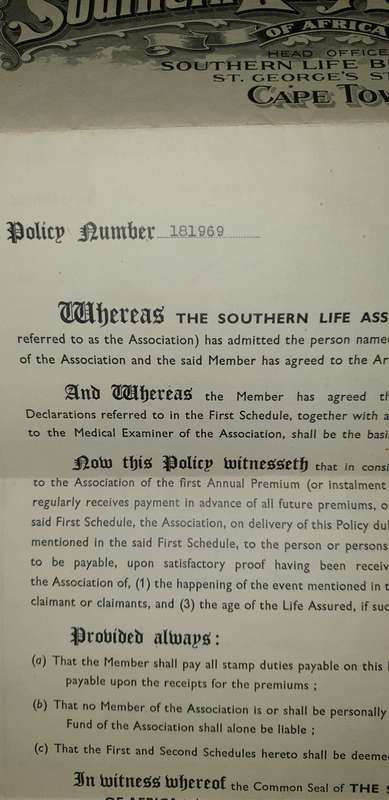 Southern
OF AFRICA
HEAD OFFICE
SOUTHERN LIFE B
ST. GEORGE'S S
CAPE TOW
Policy Number 181969
Whereas THE SOUTHERN LIFE ASS
referred to as the Association) has admitted the person name
of the Association and the said Member has agreed to the Ar
And Whereas the Member has agreed th
Declarations referred to in the First Schedule, together with a
to the Medical Examiner of the Association, shall be the basi
Now this Policy witnesseth that in consi
to the Association of the first Annual Premium (or instalment
regularly receives payment in advance of all future premiums, o
said First Schedule, the Association, on delivery of this Policy dul
mentioned in the said First Schedule, to the person or persons
to be payable, upon satisfactory proof having been receiv
the Association of, (1) the happening of the event mentioned in t
claimant or claimants, and (3) the age of the Life Assured, if suc
Provided always:
(a) That the Member shall pay all stamp duties payable on this
payable upon the receipts for the premiums ;
(b) That no Member of the Association is or shall be personally
Fund of the Association shall alone be liable ;
(c) That the First and Second Schedules hereto shall be deeme
In witness whereof the Common Seal of THE S
OF AFRICA